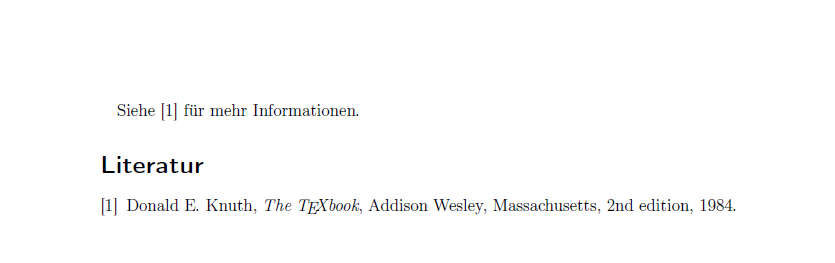 Siehe [1] für mehr Informationen.
Literatur
[1] Donald E. Knuth, The TEXbook, Addison Wesley, Massachusetts, 2nd edition, 1984.